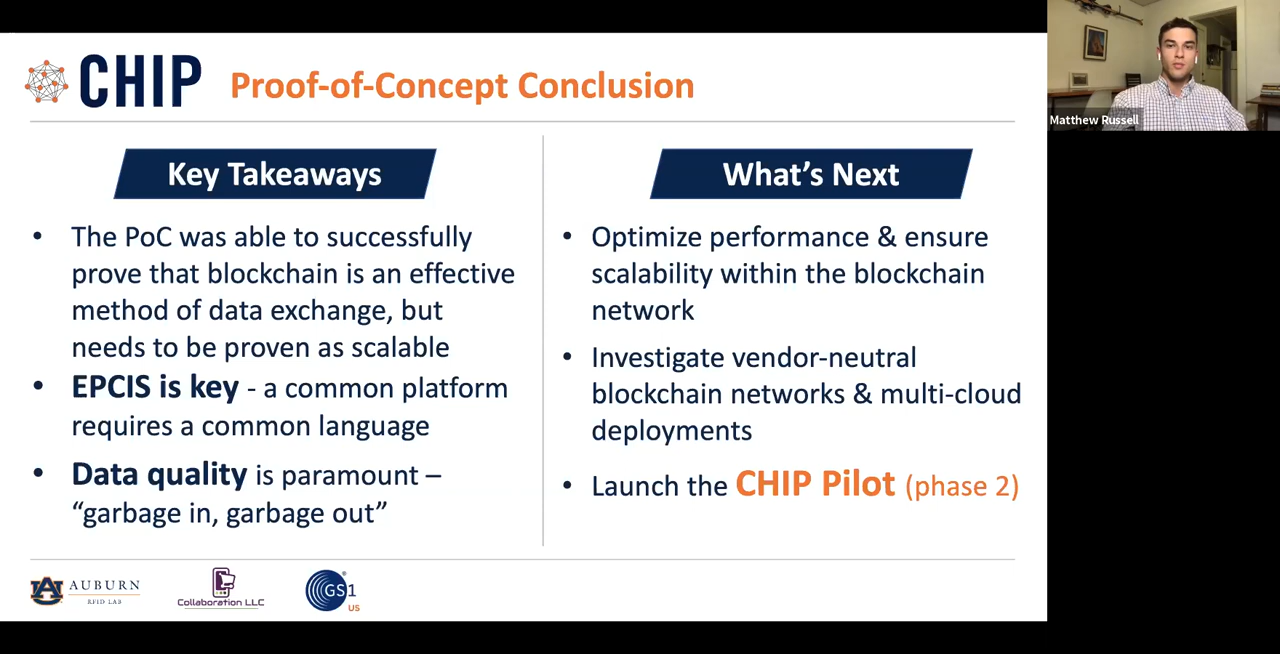 CHIP Proof-of-Concept Conclusion
Matthew Russell
Key Takeaways
• The PoC was able to successfully
prove that blockchain is an effective
method of data exchange, but
needs to be proven as scalable
• EPCIS is key - a common platform
requires a common language
• Data quality is paramount –
“garbage in, garbage out”
What’s Next
• Optimize performance & ensure
scalability within the blockchain
network
• Investigate vendor-neutral
blockchain networks & multi-cloud
deployments
• Launch the CHIP Pilot (phase 2)
AU AUBURN
RFID LAB
Collaboration LLC
GS1
US